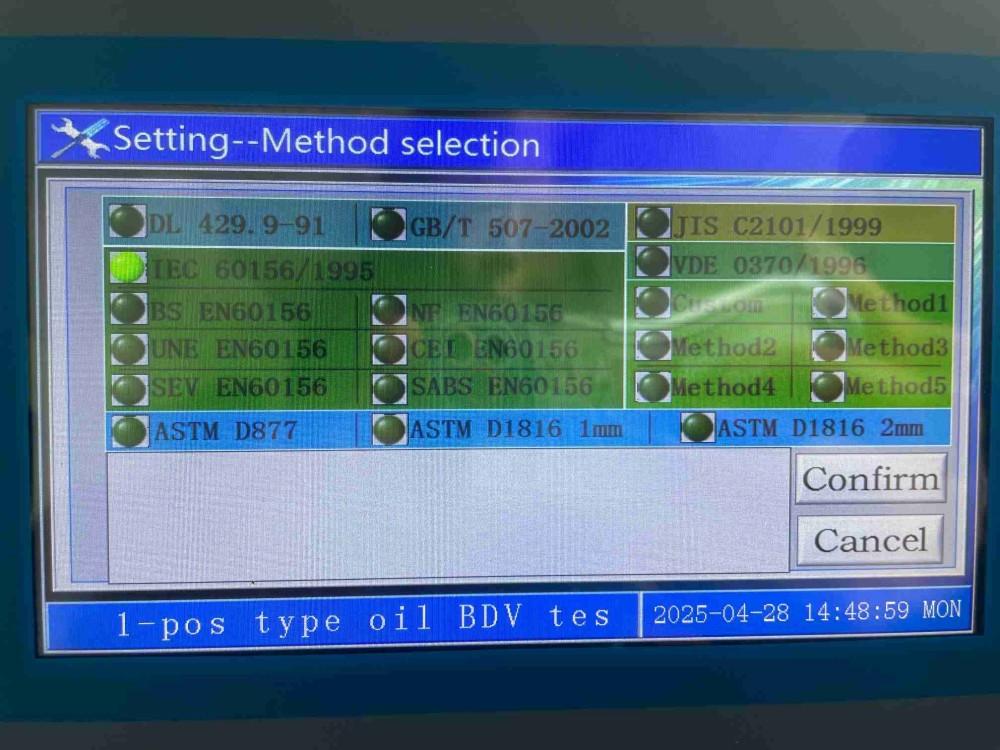 Setting--Method selection
DL 429.9-91 GB/T 507-2002 JIS C2101/1999
IEC 60156/1995 VDE 0370/1996
BS EN60156 NF EN60156 Custom Method1
UNE EN60156 CEI EN60156 Method2 Method3
SEV EN60156 SABS EN60156 Method4 Method5
ASTM D877 ASTM D1816 1mm ASTM D1816 2mm
Confirm
Cancel
1-pos type oil BDV tes 2025-04-28 14:48:59 MON